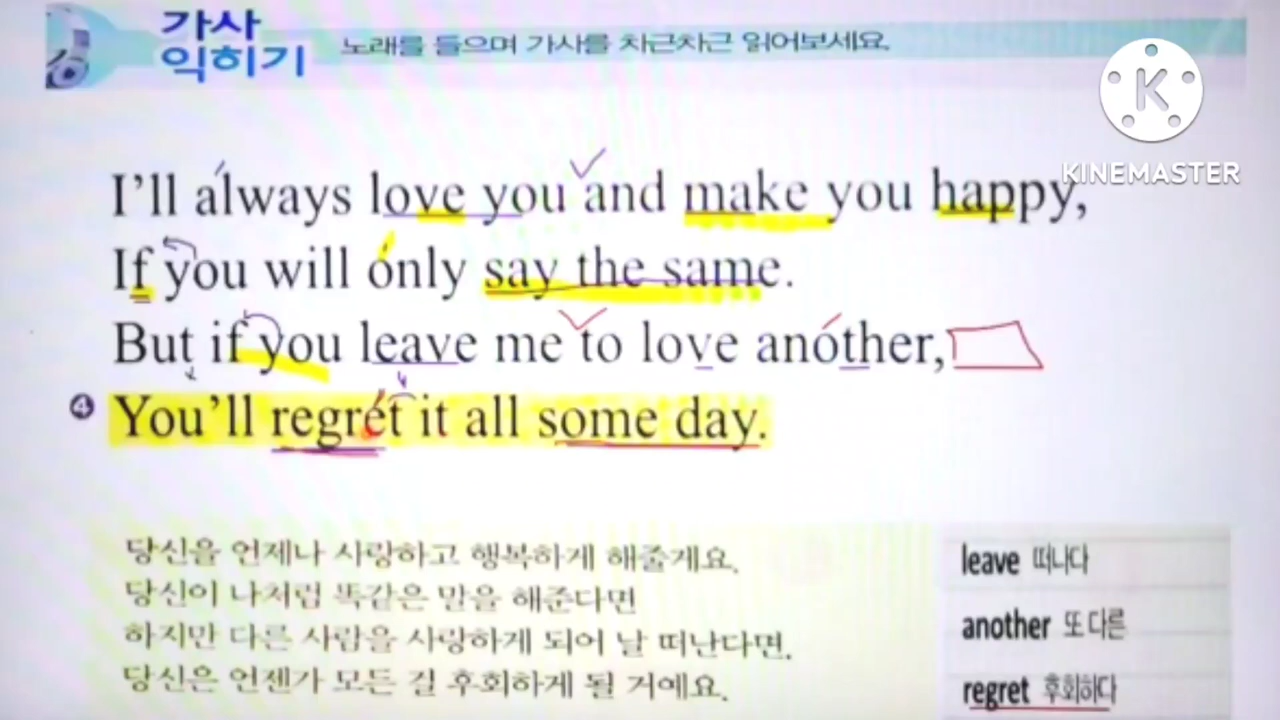 가사
익히기
노래를 들으며 가사를 차근차근 읽어보세요.
KINEMASTER
I'll always love you and make you happy,
If you will only say the same.
But if you leave me to love another,
4 You'll regret it all some day.
당신을 언제나 사랑하고 행복하게 해줄게요.
당신이 나처럼 똑같은 말을 해준다면
하지만 다른 사람을 사랑하게 되어 날 떠난다면.
당신은 언젠가 모든 걸 후회하게 될 거예요.
leave 떠나다
another 또 다른
regret 후회하다